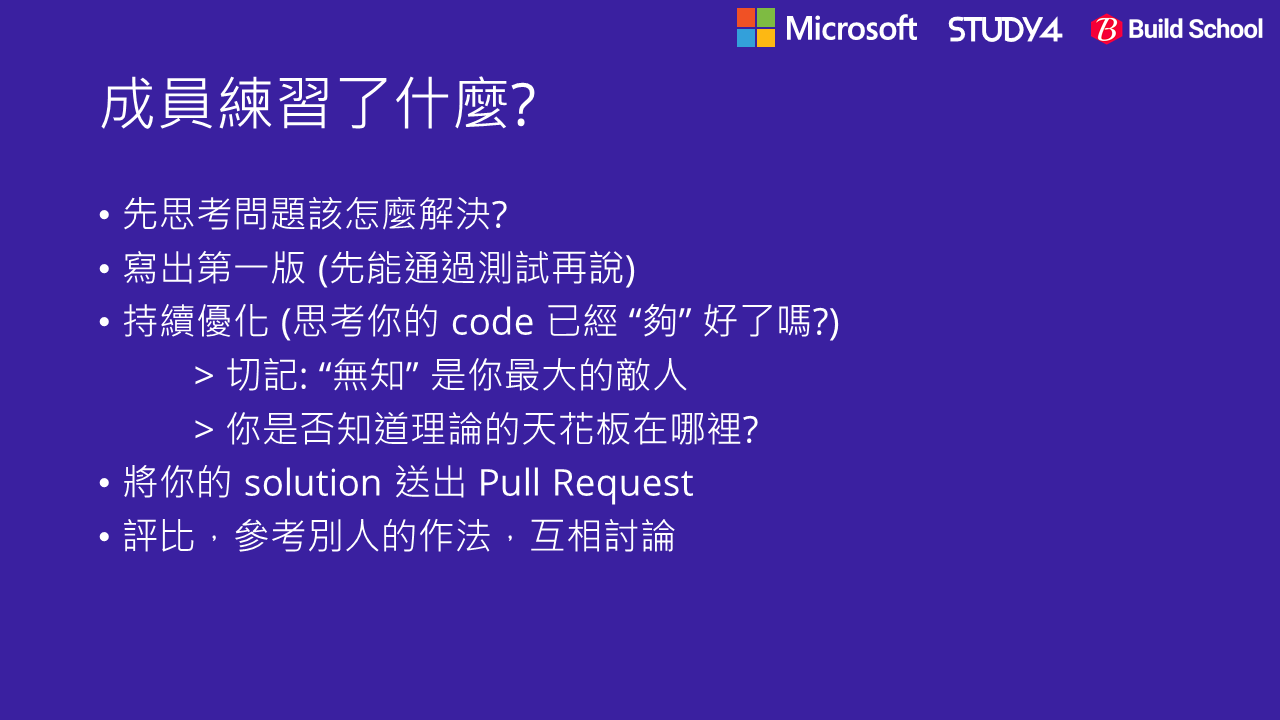 Microsoft STUDY4 Build School
成員練習了什麼?
• 先思考問題該怎麼解決?
• 寫出第一版 (先能通過測試再說)
• 持續優化 (思考你的 code 已經 “夠” 好了嗎?)
> 切記: “無知” 是你最大的敵人
> 你是否知道理論的天花板在哪裡?
• 將你的 solution 送出 Pull Request
• 評比，參考別人的作法，互相討論